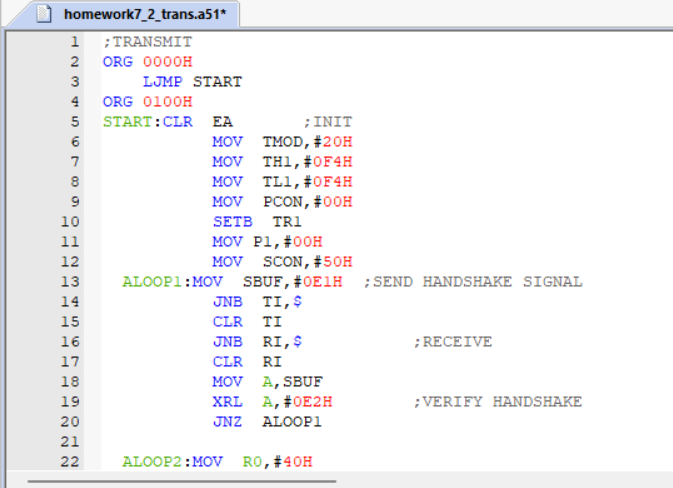 homework7_2_trans.a51*
1 ;TRANSMIT
2 ORG 0000H
3 LJMP START
4 ORG 0100H
5 START:CLR EA ;INIT
6 MOV TMOD,#20H
7 MOV TH1,#0F4H
8 MOV TL1,#0F4H
9 MOV PCON,#00H
10 SETB TR1
11 MOV P1,#00H
12 MOV SCON,#50H
13 ALOOP1:MOV SBUF,#0E1H ;SEND HANDSHAKE SIGNAL
14 JNB TI,$
15 CLR TI
16 JNB RI,$ ;RECEIVE
17 CLR RI
18 MOV A,SBUF
19 XRL A,#0E2H ;VERIFY HANDSHAKE
20 JNZ ALOOP1
21
22 ALOOP2:MOV R0,#40H